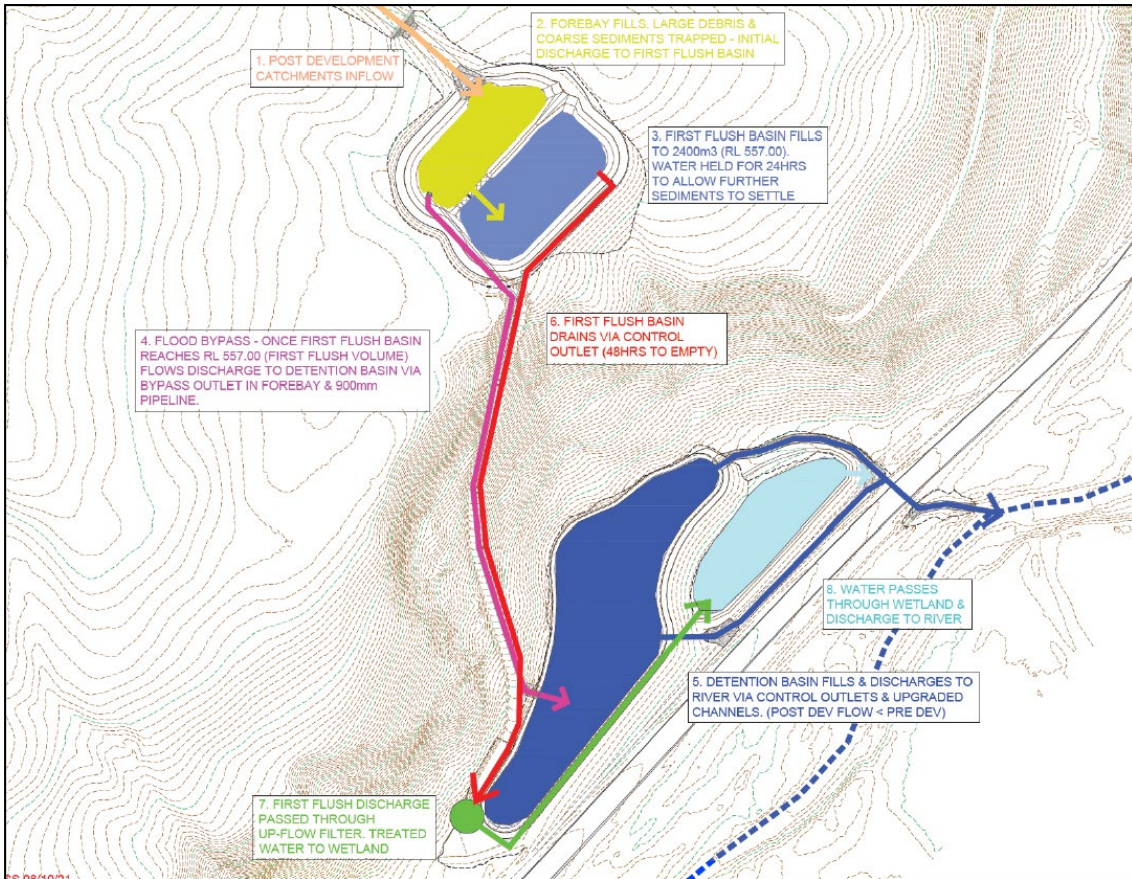 1. POST DEVELOPMENT
CATCHMENTS INFLOW
2. FOREBAY FILLS. LARGE DEBRIS &
COARSE SEDIMENTS TRAPPED - INITIAL
DISCHARGE TO FIRST FLUSH BASIN
3. FIRST FLUSH BASIN FILLS
TO 2400m3 (RL 557.00).
WATER HELD FOR 24HRS
TO ALLOW FURTHER
SEDIMENTS TO SETTLE
4. FLOOD BYPASS - ONCE FIRST FLUSH BASIN
REACHES RL 557.00 (FIRST FLUSH VOLUME)
FLOWS DISCHARGE TO DETENTION BASIN VIA
BYPASS OUTLET IN FOREBAY & 900mm
PIPELINE.
6. FIRST FLUSH BASIN
DRAINS VIA CONTROL
OUTLET (48HRS TO EMPTY)
8. WATER PASSES
THROUGH WETLAND &
DISCHARGE TO RIVER
5. DETENTION BASIN FILLS & DISCHARGES TO
RIVER VIA CONTROL OUTLETS & UPGRADED
CHANNELS. (POST DEV FLOW < PRE DEV)
7. FIRST FLUSH DISCHARGE
PASSED THROUGH
UP-FLOW FILTER. TREATED
WATER TO WETLAND